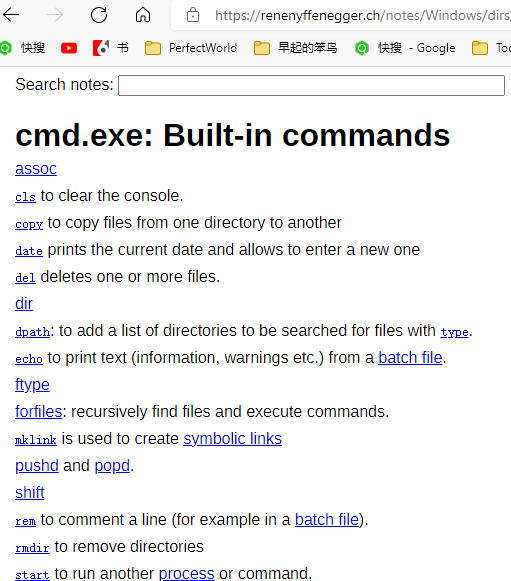 https://renenyffenegger.ch/notes/Windows/dirs
快搜 书 PerfectWorld 早起的笨鸟 快搜 - Google Too
Search notes:
cmd.exe: Built-in commands
assoc
cls to clear the console.
copy to copy files from one directory to another
date prints the current date and allows to enter a new one
del deletes one or more files.
dir
dpath: to add a list of directories to be searched for files with type.
echo to print text (information, warnings etc.) from a batch file.
ftype
forfiles: recursively find files and execute commands.
mklink is used to create symbolic links
pushd and popd.
shift
rem to comment a line (for example in a batch file).
rmdir to remove directories
start to run another process or command.